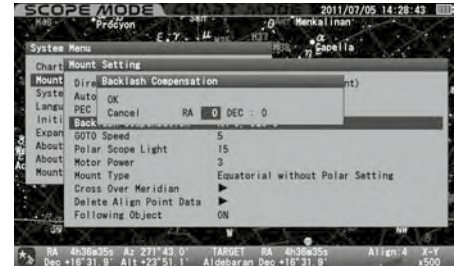 SCOPE MODE 2011/07/05 14:28:43
Procyon
Menkalinan
Capella
System Menu
Chart
Mount
Syste
Langu
Initi
Expan
About
About
Mount
Mount Setting
Dire nt)
Auto
PEC
Back
Backlash Compensation
OK
Cancel RA 0 DEC : 0
GOTO Speed 5
Polar Scope Light 15
Motor Power 3
Mount Type Equatorial without Polar Setting
Cross Over Meridian ▶
Delete Align Point Data ▶
Following Object ON
W NW
RA 4h36m35s Az 271°43.0' TARGET RA 4h36m35s Align:4 X-Y
Dec +16°31.9' Alt +23°51.1' Aldebaran Dec +16°31.9' x500